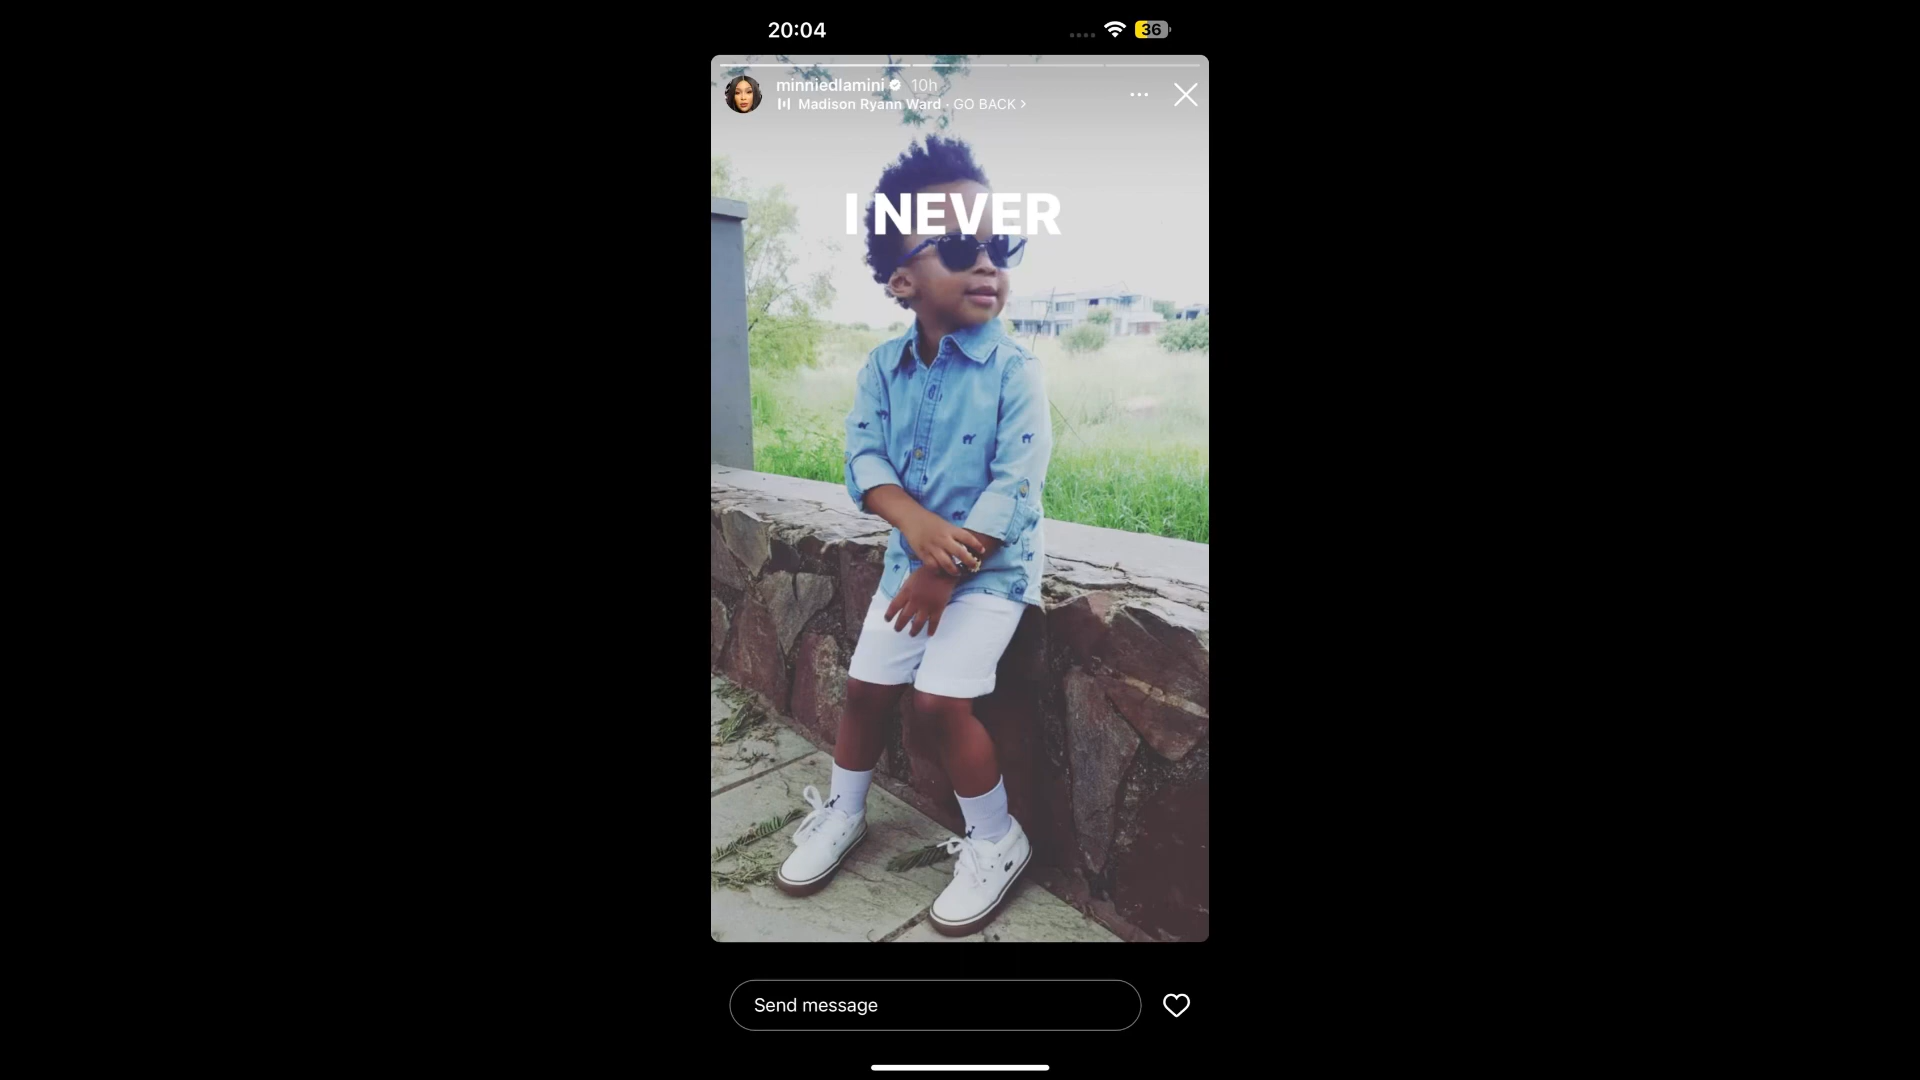 20:04
36
minniedlamini 10h
Madison Ryann Ward · GO BACK >
I NEVER
Send message